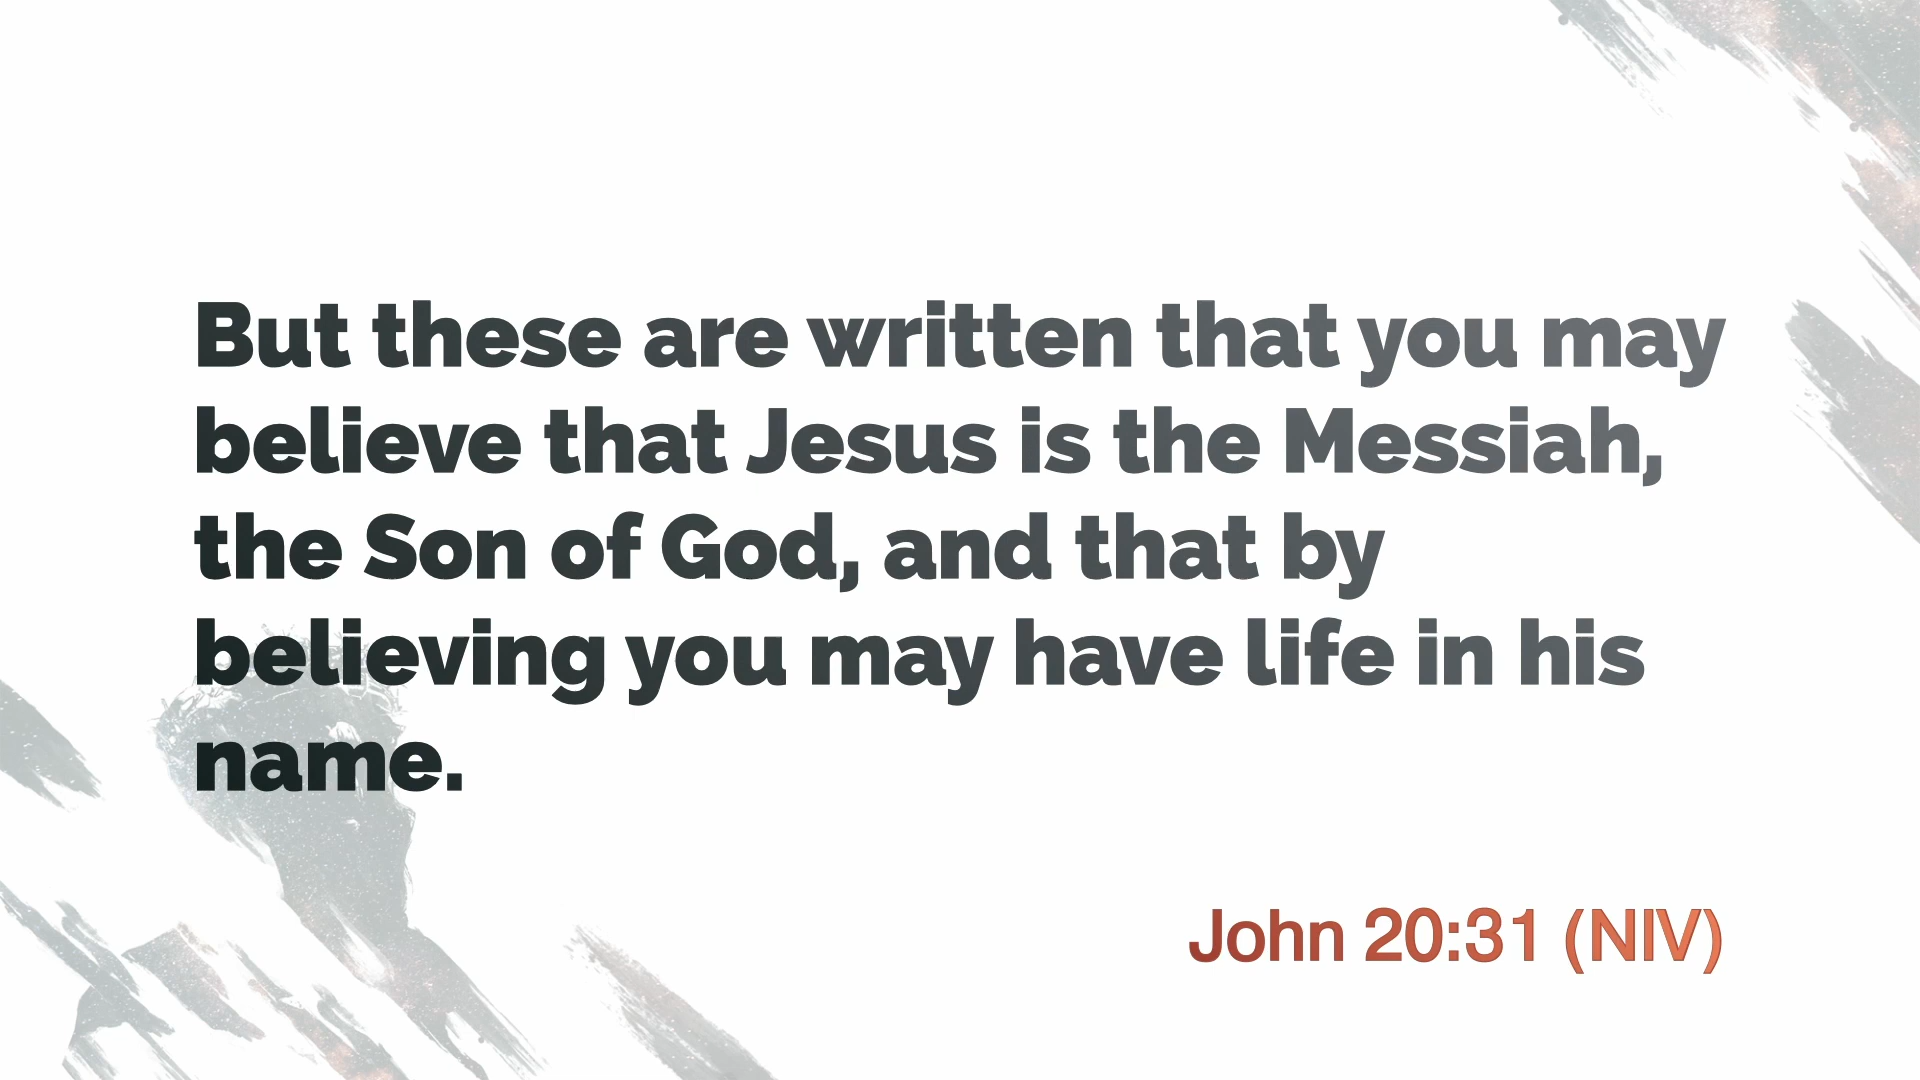 But these are written that you may
believe that Jesus is the Messiah,
the Son of God, and that by
believing you may have life in his
name.
John 20:31 (NIV)